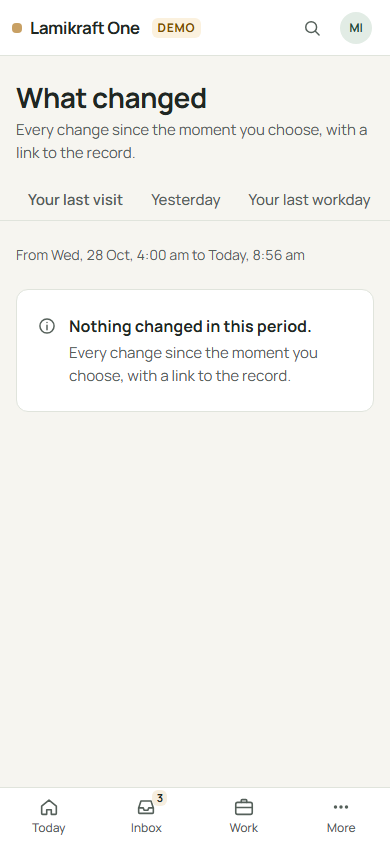 Lamikraft One DEMO MI
What changed
Every change since the moment you choose, with a
link to the record.
Your last visit Yesterday Your last workday
From Wed, 28 Oct, 4:00 am to Today, 8:56 am
Nothing changed in this period.
Every change since the moment you
choose, with a link to the record.
3
Today Inbox Work More